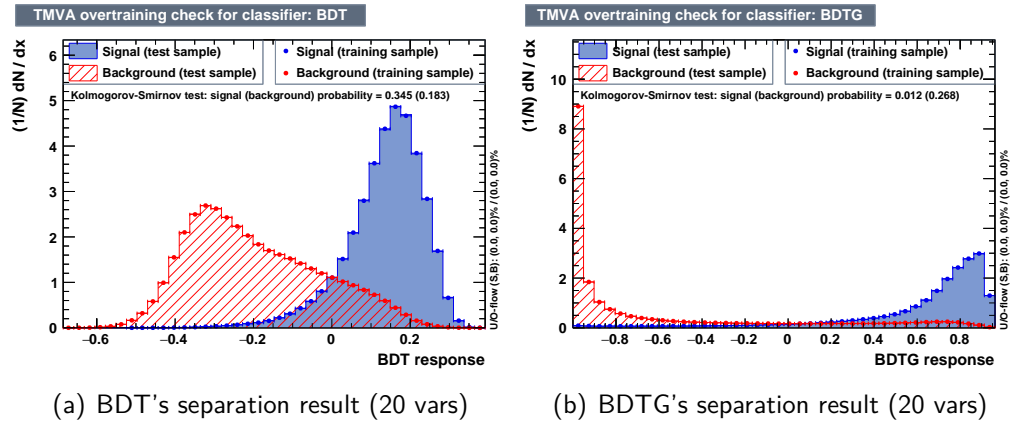 TMVA overtraining check for classifier: BDT
(1/N) dN / dx
Signal (test sample)
Background (test sample)
Signal (training sample)
Background (training sample)
Kolmogorov-Smirnov test: signal (background) probability = 0.345 (0.183)
6
5
4
3
2
1
0
−0.6 −0.4 −0.2 0 0.2
BDT response
U/O-flow (S,B): (0.0, 0.0)% / (0.0, 0.0)%
(a) BDT's separation result (20 vars)
TMVA overtraining check for classifier: BDTG
(1/N) dN / dx
Signal (test sample)
Background (test sample)
Signal (training sample)
Background (training sample)
Kolmogorov-Smirnov test: signal (background) probability = 0.012 (0.268)
10
8
6
4
2
0
−0.8 −0.6 −0.4 −0.2 0 0.2 0.4 0.6 0.8
BDTG response
U/O-flow (S,B): (0.0, 0.0)% / (0.0, 0.0)%
(b) BDTG's separation result (20 vars)